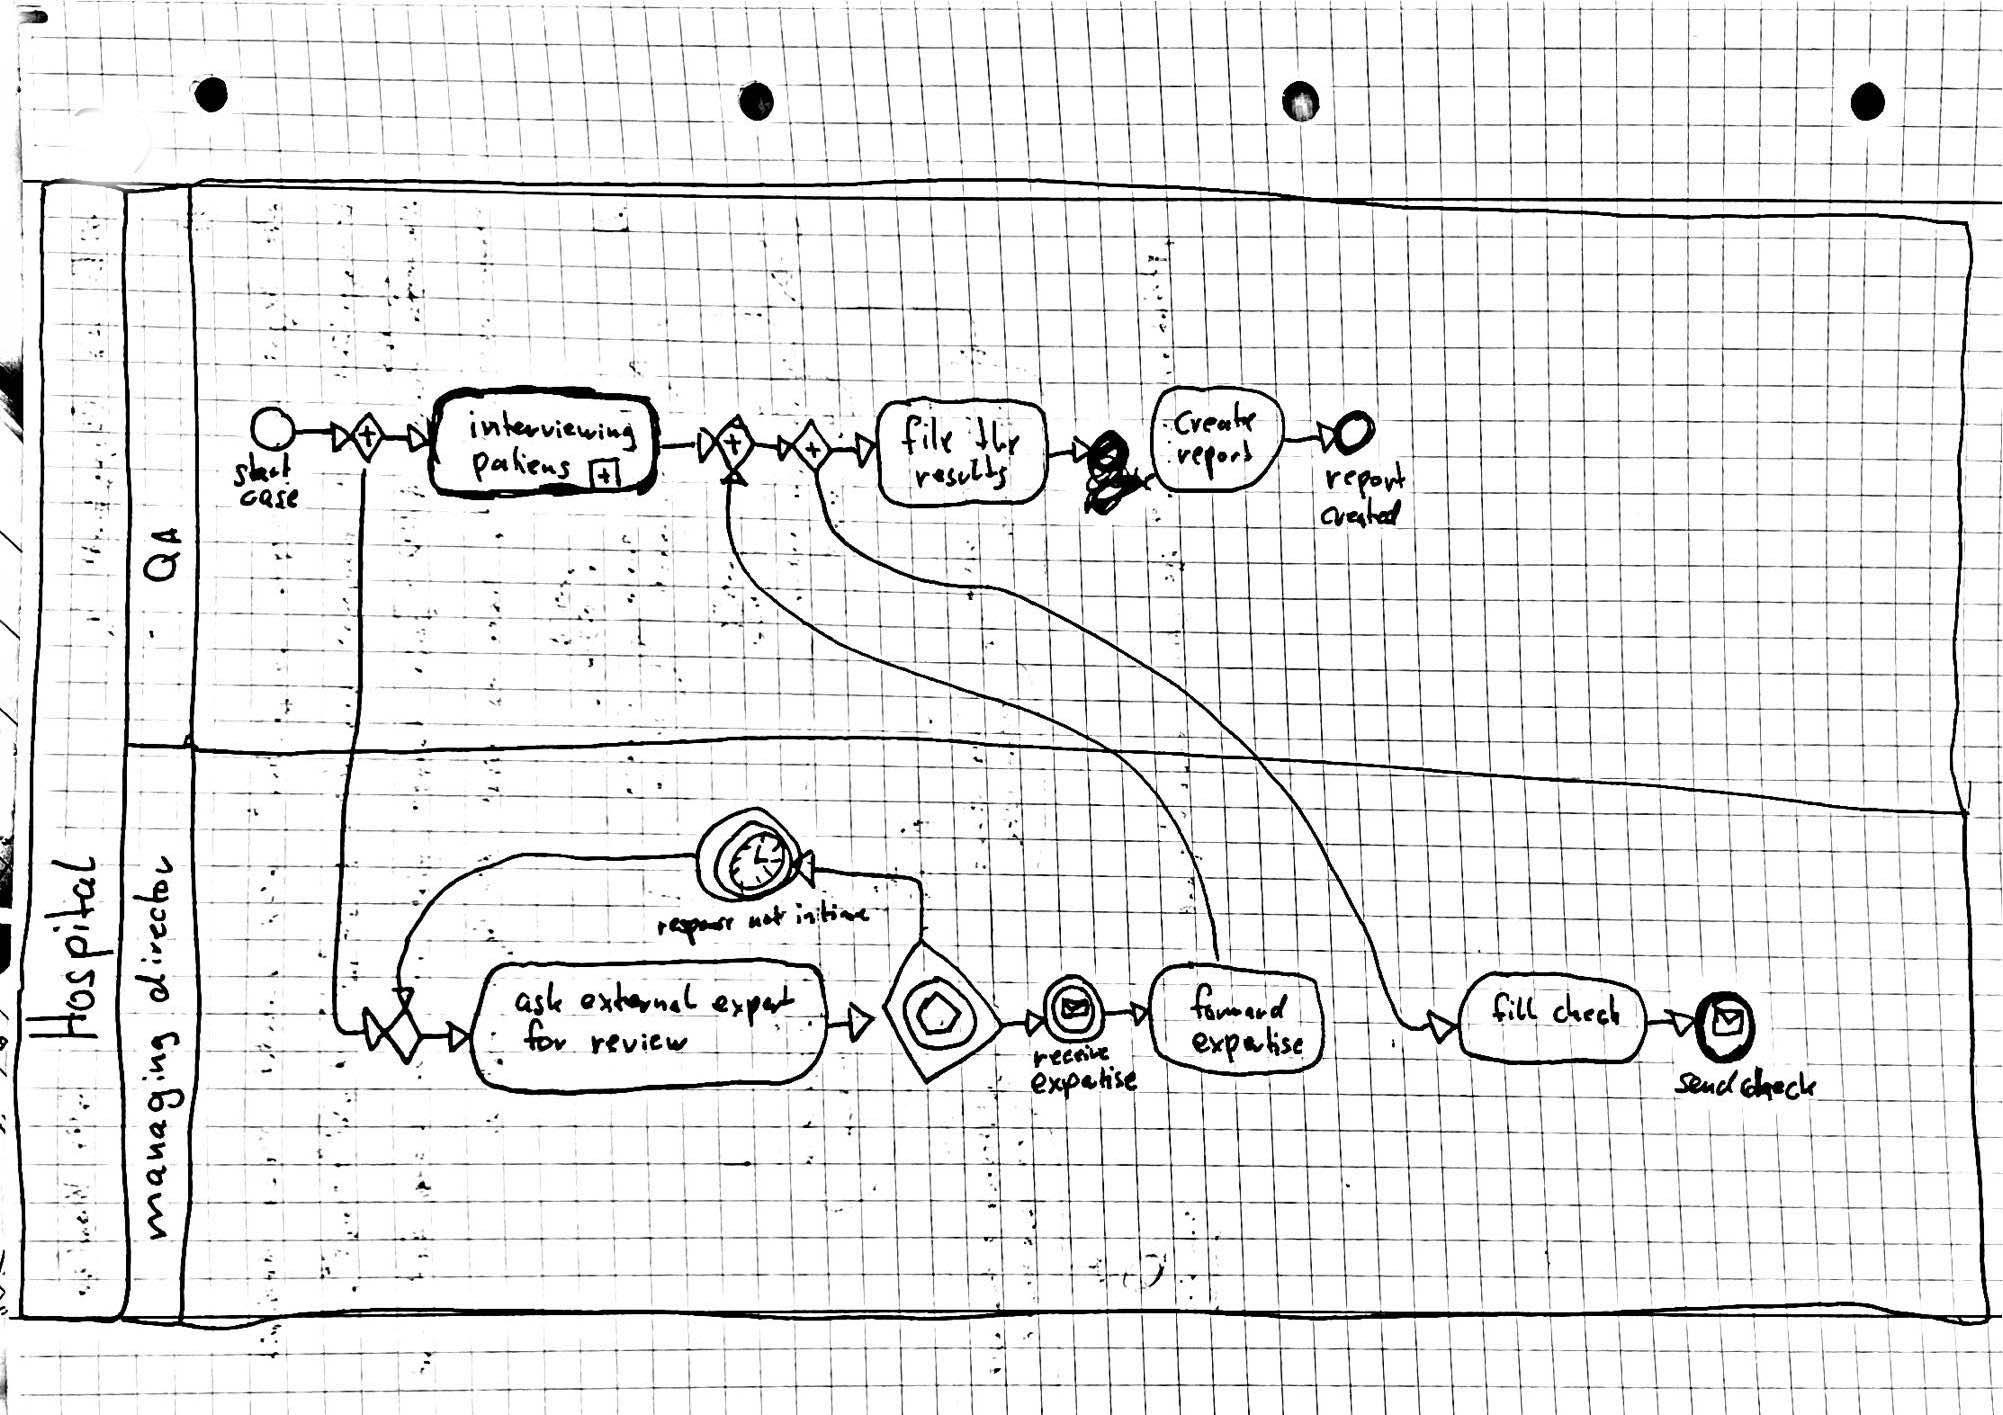 Hospital
QA
managing director
start
case
interviewing
patiens
file the
results
Create
report
report
created
response not in time
ask external expert
for review
receive
expertise
forward
expertise
fill check
send check